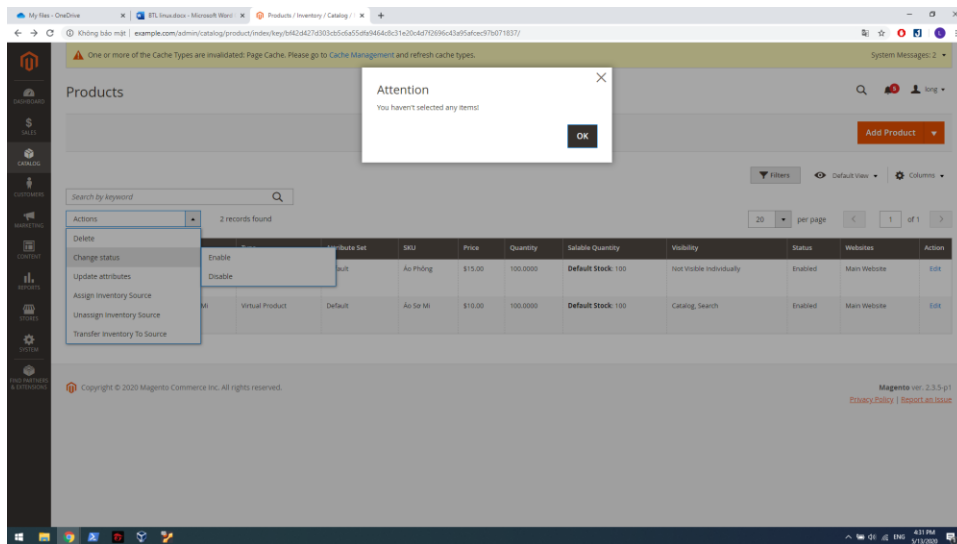 My files - OneDrive
BTL linux.docx - Microsoft Word
Products / Inventory / Catalog /
Không bảo mật | example.com/admin/catalog/product/index/key/
One or more of the Cache Types are invalidated: Page Cache. Please go to Cache Management and refresh cache types.
System Messages: 2
DASHBOARD
SALES
CATALOG
CUSTOMERS
MARKETING
CONTENT
REPORTS
STORES
SYSTEM
FIND PARTNERS
& EXTENSIONS
Products
long
Attention
You haven't selected any items!
OK
Add Product
Filters
Default View
Columns
Search by keyword
Actions
2 records found
20 per page
1 of 1
Delete
Change status
Update attributes
Assign Inventory Source
Unassign Inventory Source
Transfer Inventory To Source
Enable
Disable
SKU Price Quantity Salable Quantity Visibility Status Websites Action
Áo Phông $15.00 100.0000 Default Stock: 100 Not Visible Individually Enabled Main Website Edit
Virtual Product Default Áo Sơ Mi $10.00 100.0000 Default Stock: 100 Catalog, Search Enabled Main Website Edit
Copyright © 2020 Magento Commerce Inc. All rights reserved.
Magento ver. 2.3.5-p1
Privacy Policy | Report an Issue
ENG
4:31 PM
5/13/2020